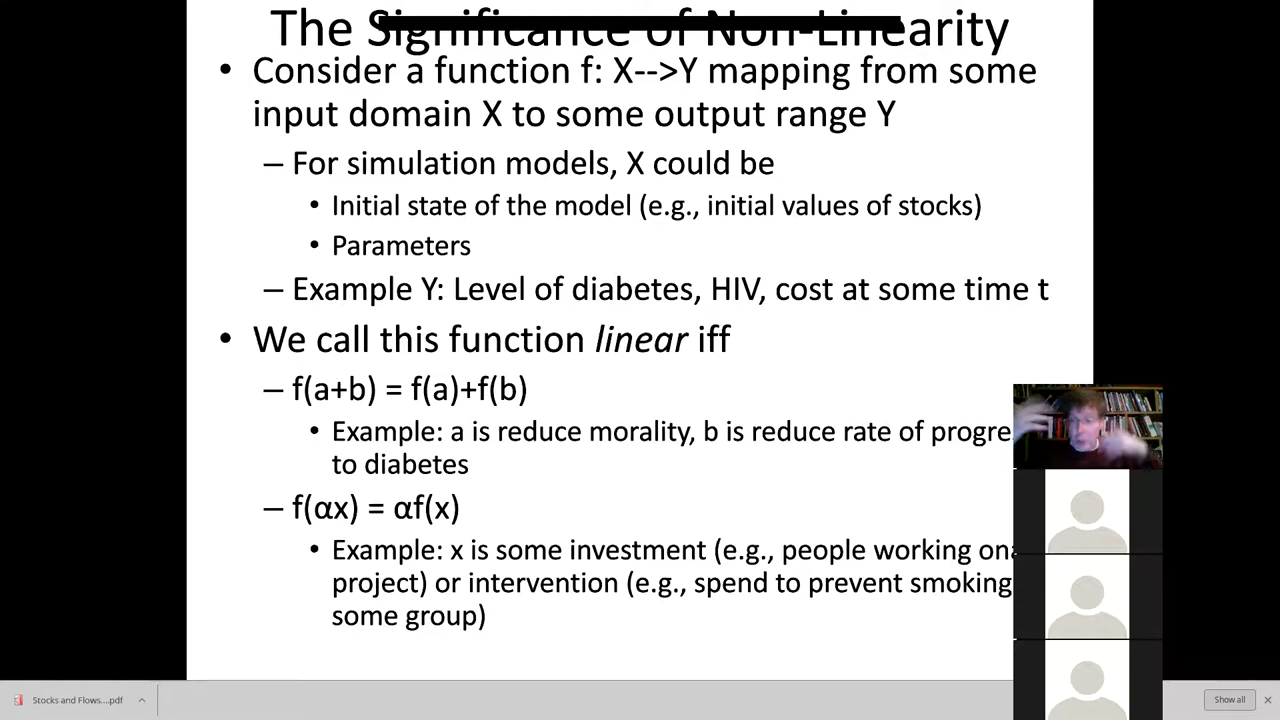 The Significance of Non-Linearity
• Consider a function f: X-->Y mapping from some
input domain X to some output range Y
– For simulation models, X could be
• Initial state of the model (e.g., initial values of stocks)
• Parameters
– Example Y: Level of diabetes, HIV, cost at some time t
• We call this function linear iff
– f(a+b) = f(a)+f(b)
• Example: a is reduce morality, b is reduce rate of
to diabetes
– f(αx) = αf(x)
• Example: x is some investment (e.g., people working
project) or intervention (e.g., spend to prevent smoking
some group)
Stocks and Flows....pdf
Show all